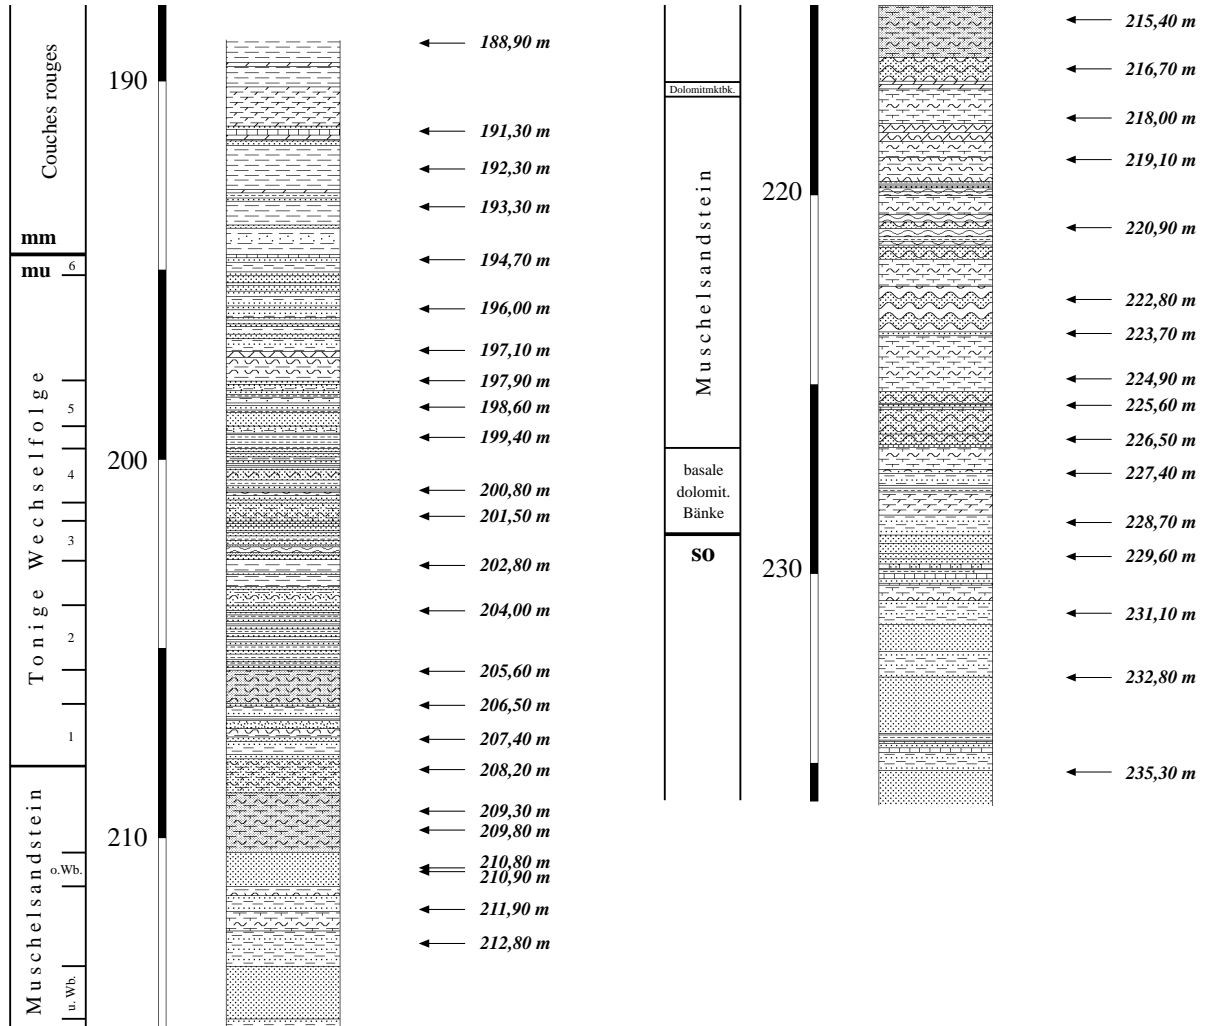 Couches rouges
mm
mu
6
Tonige Wechselfolge
5
4
3
2
1
Muschelsandstein
o.Wb.
u. Wb.
190
200
210
188,90 m
191,30 m
192,30 m
193,30 m
194,70 m
196,00 m
197,10 m
197,90 m
198,60 m
199,40 m
200,80 m
201,50 m
202,80 m
204,00 m
205,60 m
206,50 m
207,40 m
208,20 m
209,30 m
209,80 m
210,80 m
210,90 m
211,90 m
212,80 m
Dolomitmktbk.
Muschelsandstein
basale
dolomit.
Bänke
so
220
230
215,40 m
216,70 m
218,00 m
219,10 m
220,90 m
222,80 m
223,70 m
224,90 m
225,60 m
226,50 m
227,40 m
228,70 m
229,60 m
231,10 m
232,80 m
235,30 m